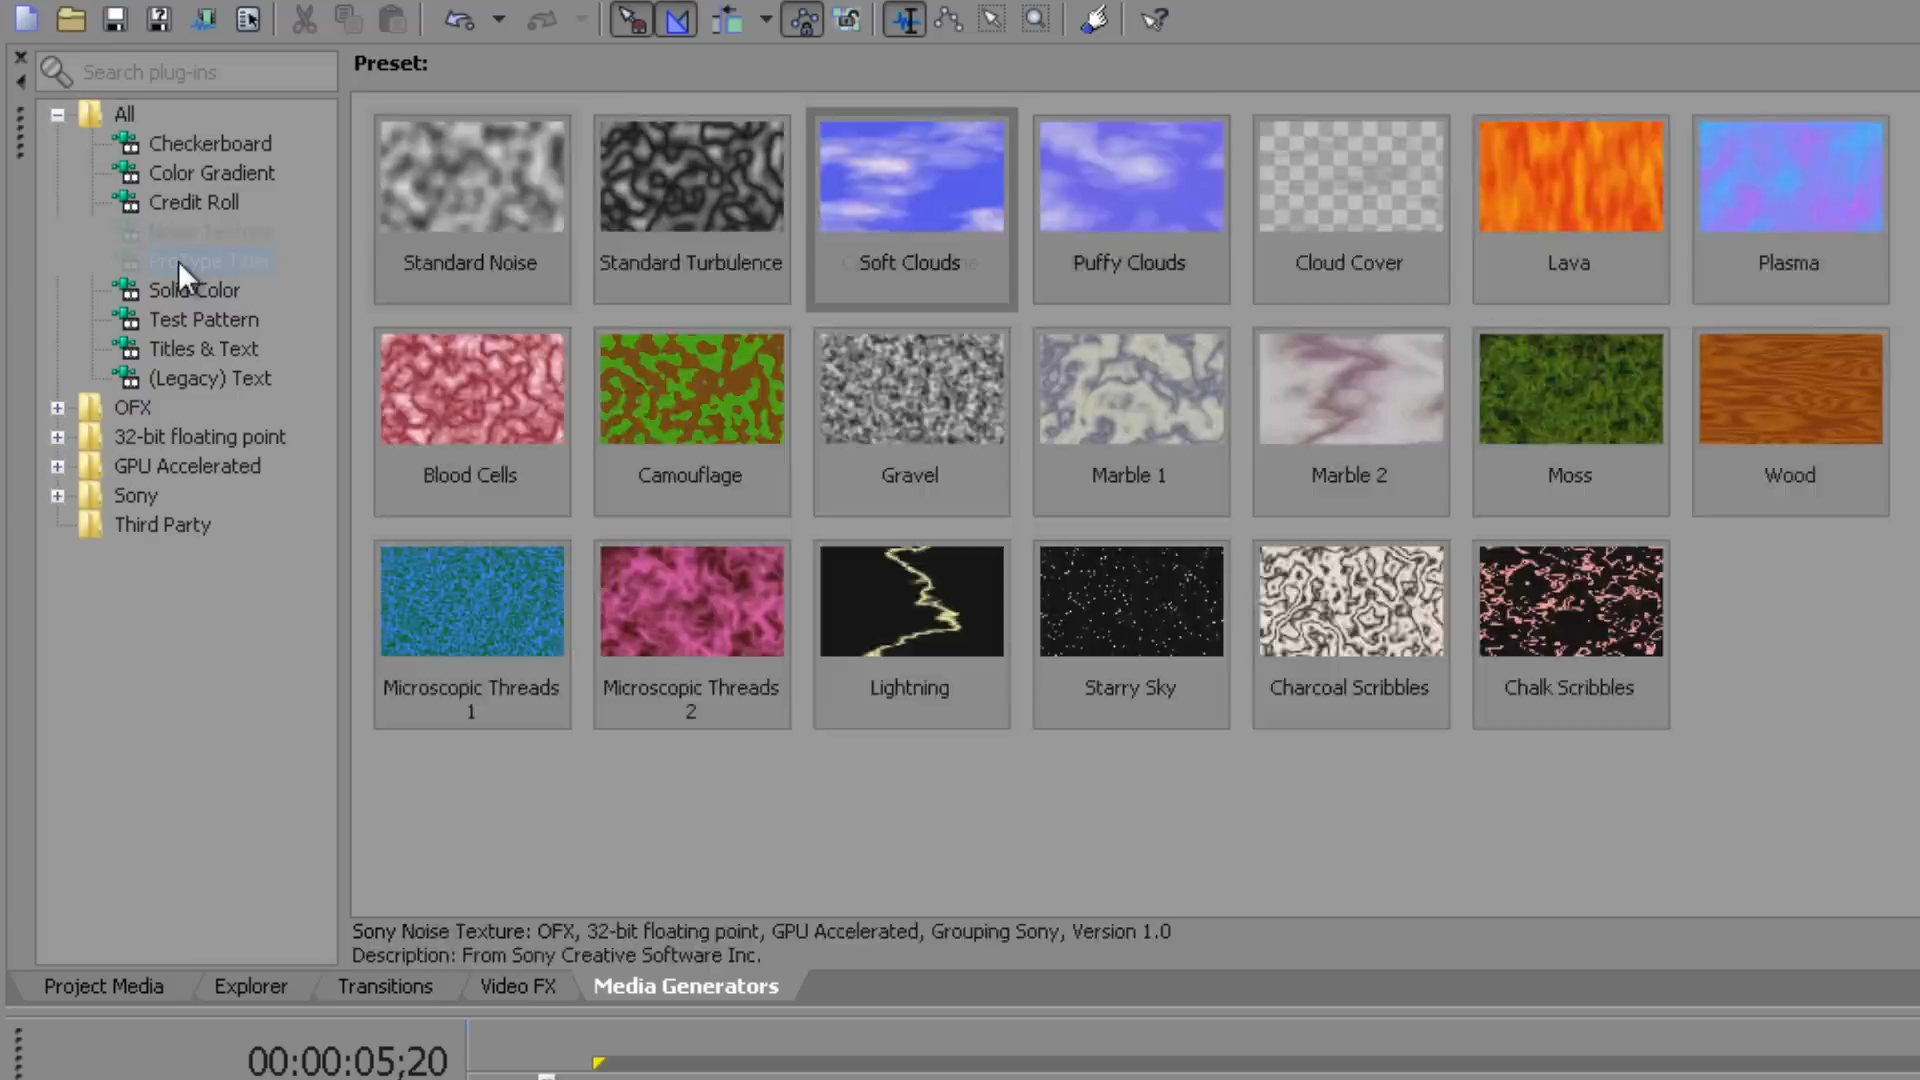 Search plug-ins
Preset:
All
Checkerboard
Color Gradient
Credit Roll
Noise Texture
ProType Titler
Solid Color
Test Pattern
Titles & Text
(Legacy) Text
OFX
32-bit floating point
GPU Accelerated
Sony
Third Party
Standard Noise
Standard Turbulence
Soft Clouds
Puffy Clouds
Cloud Cover
Lava
Plasma
Blood Cells
Camouflage
Gravel
Marble 1
Marble 2
Moss
Wood
Microscopic Threads
1
Microscopic Threads
2
Lightning
Starry Sky
Charcoal Scribbles
Chalk Scribbles
Sony Noise Texture: OFX, 32-bit floating point, GPU Accelerated, Grouping Sony, Version 1.0
Description: From Sony Creative Software Inc.
Project Media
Explorer
Transitions
Video FX
Media Generators
00:00:05;20